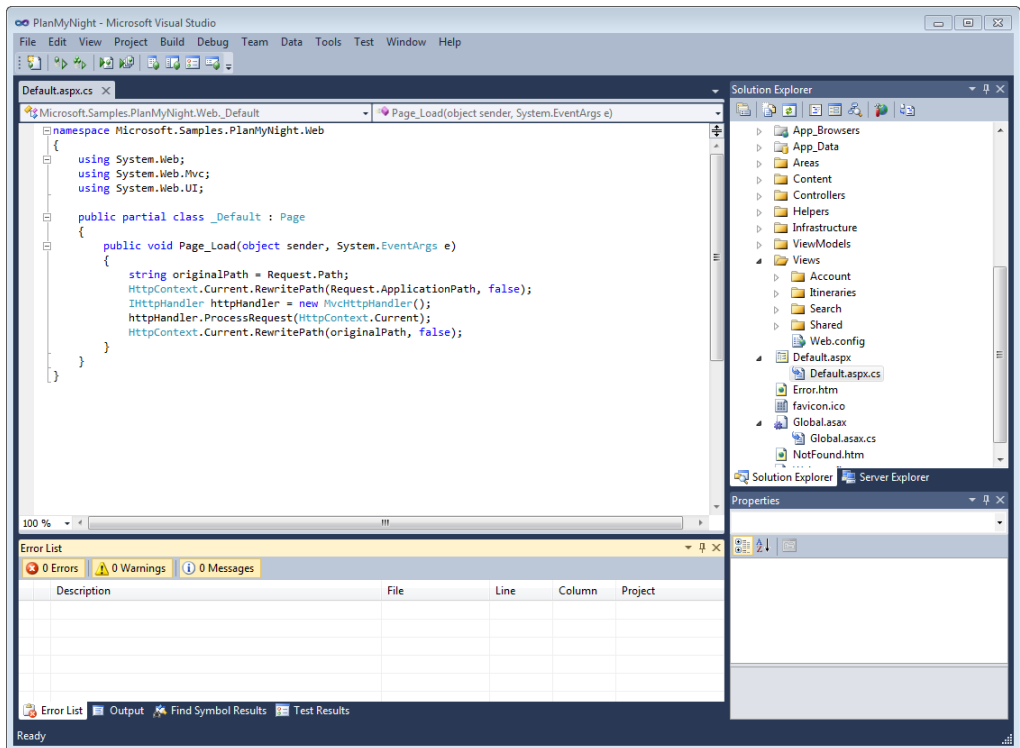 PlanMyNight - Microsoft Visual Studio
File Edit View Project Build Debug Team Data Tools Test Window Help
Default.aspx.cs
Microsoft.Samples.PlanMyNight.Web._Default
Page_Load(object sender, System.EventArgs e)
namespace Microsoft.Samples.PlanMyNight.Web
{
using System.Web;
using System.Web.Mvc;
using System.Web.UI;
public partial class _Default : Page
{
public void Page_Load(object sender, System.EventArgs e)
{
string originalPath = Request.Path;
HttpContext.Current.RewritePath(Request.ApplicationPath, false);
IHttpHandler httpHandler = new MvcHttpHandler();
httpHandler.ProcessRequest(HttpContext.Current);
HttpContext.Current.RewritePath(originalPath, false);
}
}
}
100 %
Solution Explorer
App_Browsers
App_Data
Areas
Content
Controllers
Helpers
Infrastructure
ViewModels
Views
Account
Itineraries
Search
Shared
Web.config
Default.aspx
Default.aspx.cs
Error.htm
favicon.ico
Global.asax
Global.asax.cs
NotFound.htm
Solution Explorer Server Explorer
Properties
Error List
0 Errors 0 Warnings 0 Messages
Description File Line Column Project
Error List Output Find Symbol Results Test Results
Ready